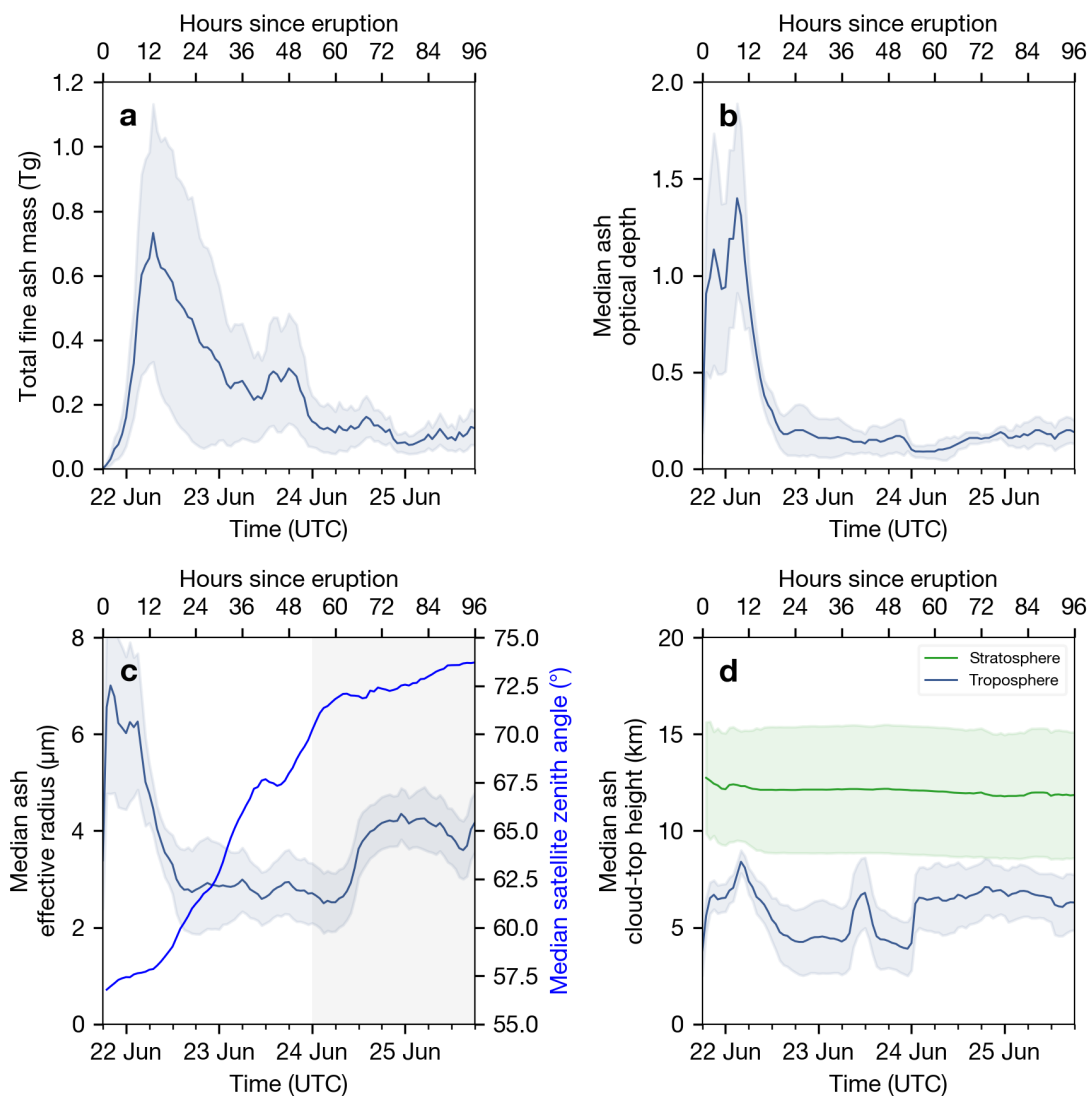 Hours since eruption
0 12 24 36 48 60 72 84 96
a
Total fine ash mass (Tg)
1.2
1.0
0.8
0.6
0.4
0.2
0.0
22 Jun 23 Jun 24 Jun 25 Jun
Time (UTC)
Hours since eruption
0 12 24 36 48 60 72 84 96
b
Median ash
optical depth
2.0
1.5
1.0
0.5
0.0
22 Jun 23 Jun 24 Jun 25 Jun
Time (UTC)
Hours since eruption
0 12 24 36 48 60 72 84 96
c
Median ash
effective radius (μm)
8
6
4
2
0
75.0
72.5
70.0
67.5
65.0
62.5
60.0
57.5
55.0
Median satellite zenith angle (°)
22 Jun 23 Jun 24 Jun 25 Jun
Time (UTC)
Hours since eruption
0 12 24 36 48 60 72 84 96
d
Stratosphere
Troposphere
Median ash
cloud-top height (km)
20
15
10
5
0
22 Jun 23 Jun 24 Jun 25 Jun
Time (UTC)